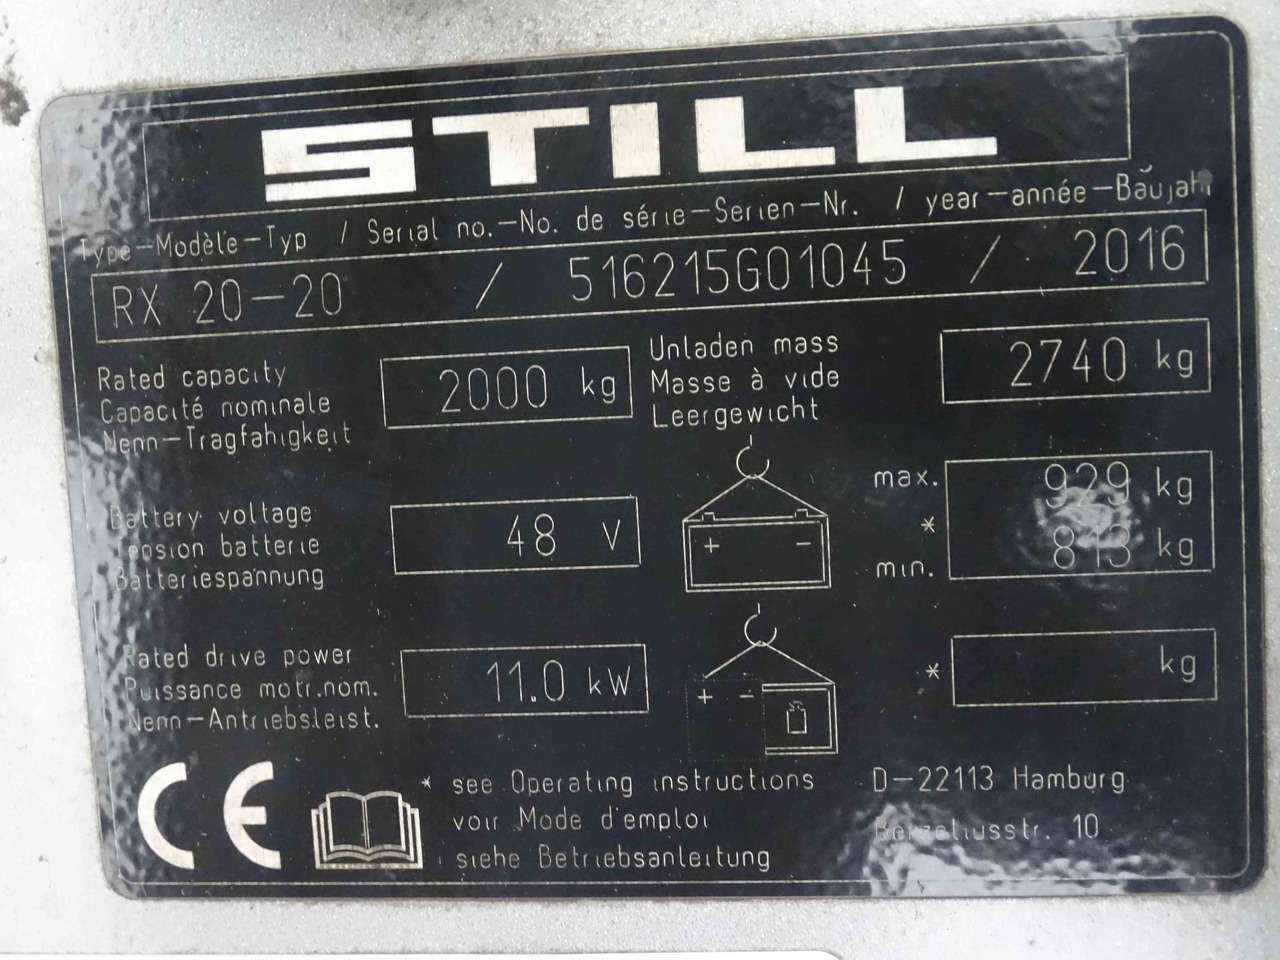 STILL
Type-Modèle-Typ / Serial no.-No. de série-Serien-Nr. / year-année-Baujahr
RX 20-20 / 516215G01045 / 2016
Rated capacity
Capacité nominale
Nenn-Tragfähigkeit
2000 kg
Unladen mass
Masse à vide
Leergewicht
2740 kg
Battery voltage
Tension batterie
Batteriespannung
48 V
+ -
max.
*
min.
929 kg
813 kg
Rated drive power
Puissance motr.nom.
Nenn-Antriebsleist.
11.0 kW
+ -
* kg
CE
* see Operating instructions
voir Mode d'emploi
siehe Betriebsanleitung
D-22113 Hamburg
Berzeliusstr. 10